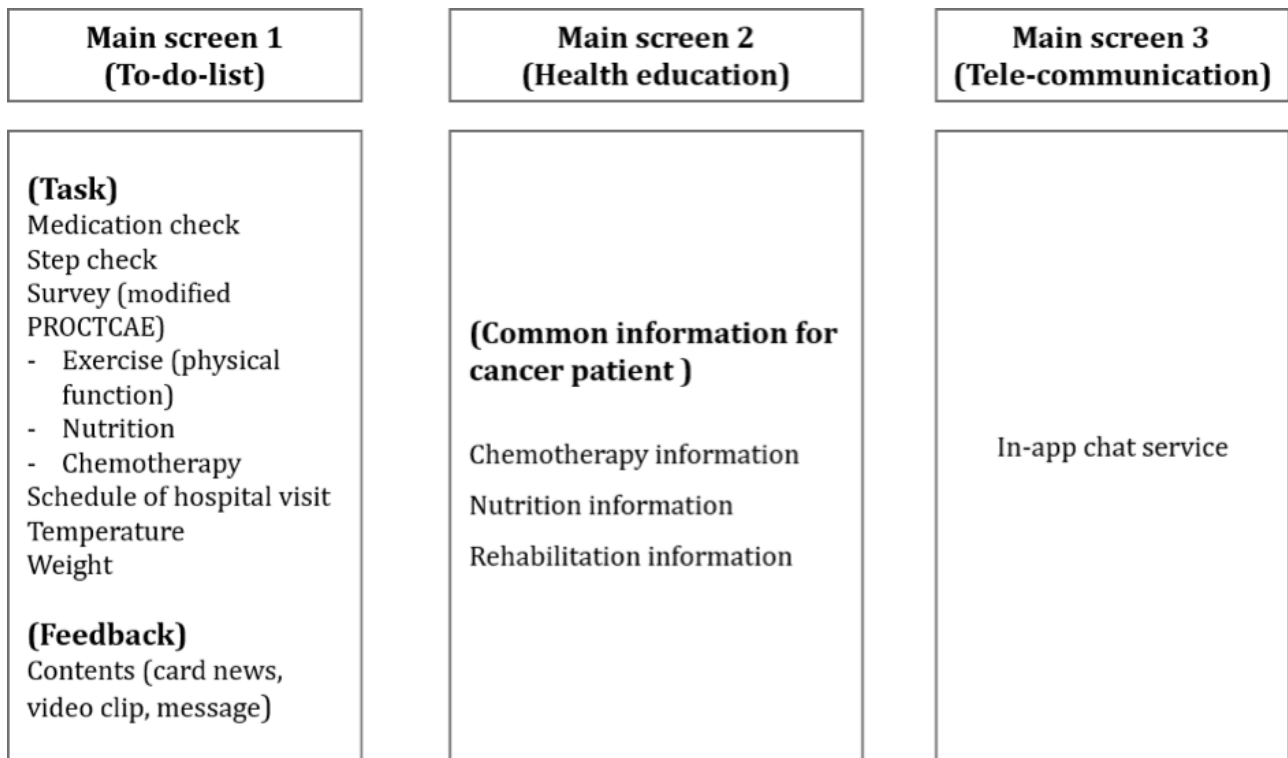 Main screen 1
(To-do-list)
Main screen 2
(Health education)
Main screen 3
(Tele-communication)
(Task)
Medication check
Step check
Survey (modified
PROCTCAE)
- Exercise (physical
function)
- Nutrition
- Chemotherapy
Schedule of hospital visit
Temperature
Weight
(Feedback)
Contents (card news,
video clip, message)
(Common information for
cancer patient )
Chemotherapy information
Nutrition information
Rehabilitation information
In-app chat service